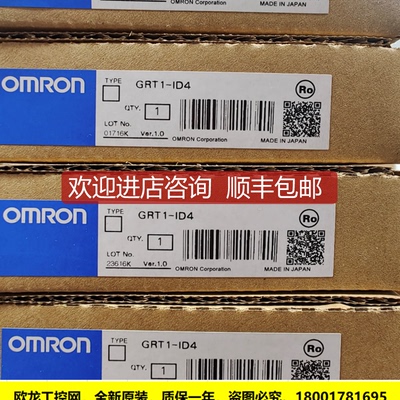 OMRON Corporation
MADE IN JAPAN
OMRON
TYPE
GRT1-ID4
Ro
QTY.
1
LOT No.
01716K Ver.1.0
OMRON Corporation
MADE IN JAPAN
欢迎进店咨询 顺丰包邮
OMRON
TYPE
GRT1-ID4
Ro
QTY.
1
LOT No.
23616K Ver.1.0
OMRON Corporation
MADE IN JAPAN
OMRON
TYPE
GRT1-ID4
Ro
QTY.
1
欧龙工控网 全新原装 质保一年 盗图必究 18001781695